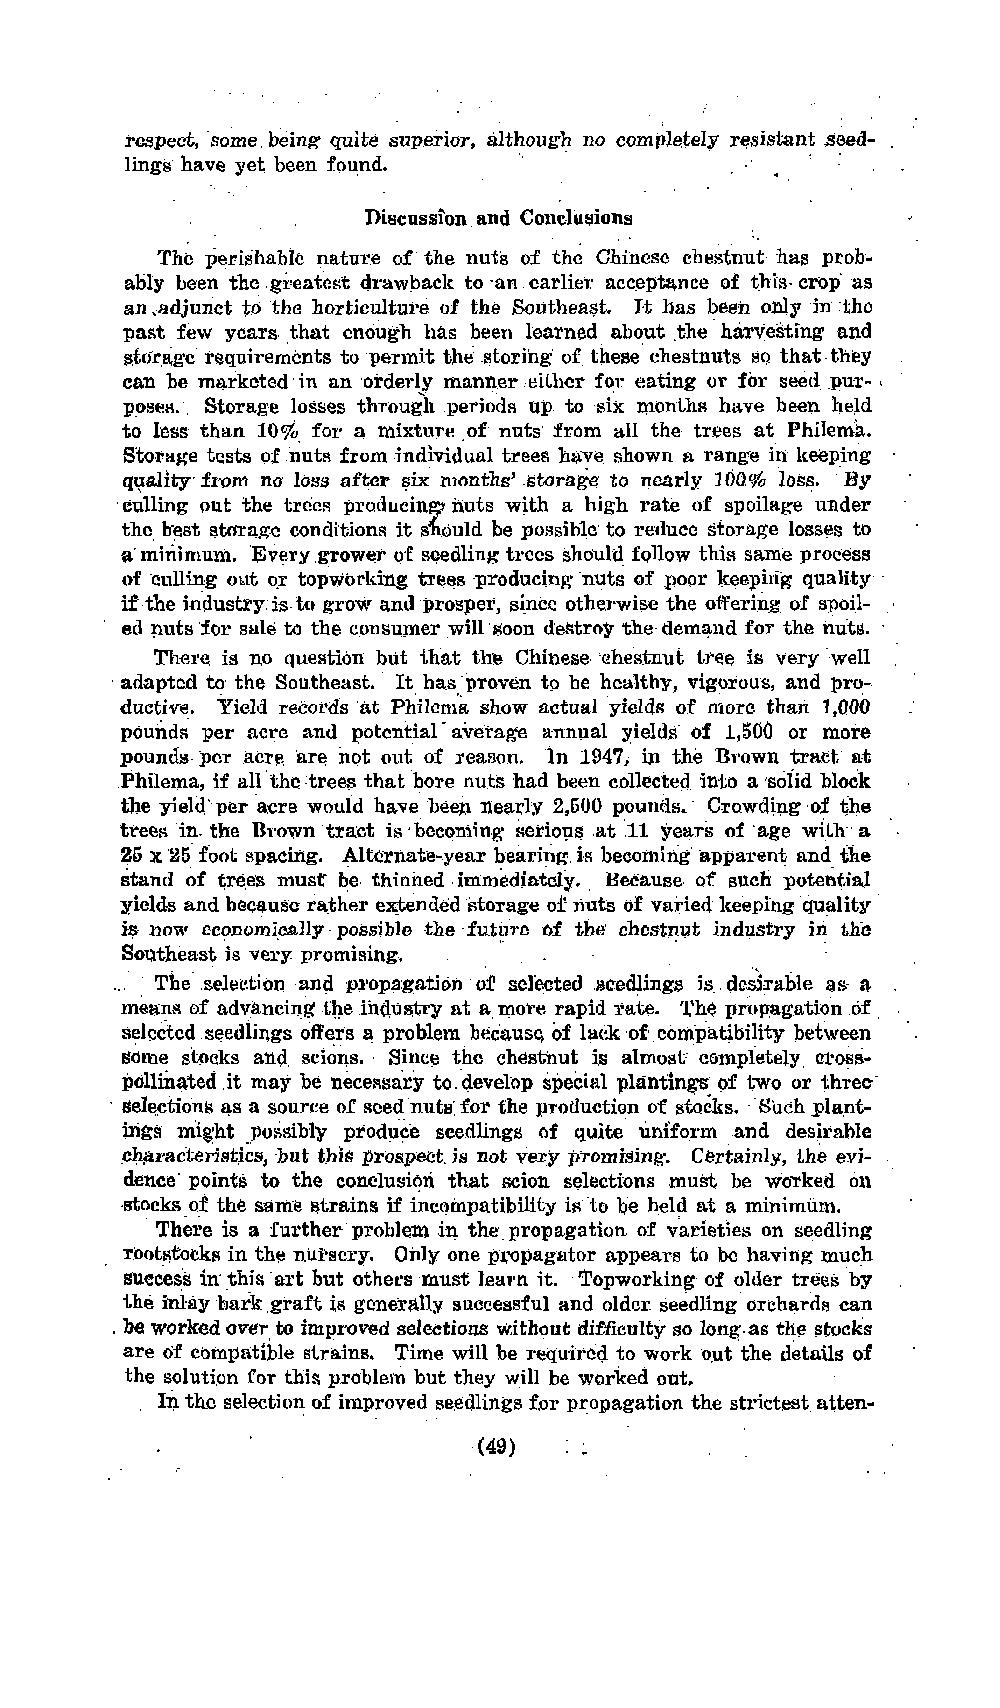 respect, some being quite superior, although no completely resistant seed-
lings have yet been found.
Discussion and Conclusions
The perishable nature of the nuts of the Chinese chestnut has prob-
ably been the greatest drawback to an earlier acceptance of this crop as
an adjunct to the horticulture of the Southeast. It has been only in the
past few years that enough has been learned about the harvesting and
storage requirements to permit the storing of these chestnuts so that they
can be marketed in an orderly manner either for eating or for seed pur-
poses. Storage losses through periods up to six months have been held
to less than 10% for a mixture of nuts from all the trees at Philema.
Storage tests of nuts from individual trees have shown a range in keeping
quality from no loss after six months' storage to nearly 100% loss. By
culling out the trees producing nuts with a high rate of spoilage under
the best storage conditions it should be possible to reduce storage losses to
a minimum. Every grower of seedling trees should follow this same process
of culling out or topworking trees producing nuts of poor keeping quality
if the industry is to grow and prosper, since otherwise the offering of spoil-
ed nuts for sale to the consumer will soon destroy the demand for the nuts.
There is no question but that the Chinese chestnut tree is very well
adapted to the Southeast. It has proven to be healthy, vigorous, and pro-
ductive. Yield records at Philema show actual yields of more than 1,000
pounds per acre and potential average annual yields of 1,500 or more
pounds per acre are not out of reason. In 1947, in the Brown tract at
Philema, if all the trees that bore nuts had been collected into a solid block
the yield per acre would have been nearly 2,500 pounds. Crowding of the
trees in the Brown tract is becoming serious at 11 years of age with a
25 x 25 foot spacing. Alternate-year bearing is becoming apparent and the
stand of trees must be thinned immediately. Because of such potential
yields and because rather extended storage of nuts of varied keeping quality
is now economically possible the future of the chestnut industry in the
Southeast is very promising.
The selection and propagation of selected seedlings is desirable as a
means of advancing the industry at a more rapid rate. The propagation of
selected seedlings offers a problem because of lack of compatibility between
some stocks and scions. Since the chestnut is almost completely cross-
pollinated it may be necessary to develop special plantings of two or three
selections as a source of seed nuts for the production of stocks. Such plant-
ings might possibly produce seedlings of quite uniform and desirable
characteristics, but this prospect is not very promising. Certainly, the evi-
dence points to the conclusion that scion selections must be worked on
stocks of the same strains if incompatibility is to be held at a minimum.
There is a further problem in the propagation of varieties on seedling
rootstocks in the nursery. Only one propagator appears to be having much
success in this art but others must learn it. Topworking of older trees by
the inlay bark graft is generally successful and older seedling orchards can
be worked over to improved selections without difficulty so long as the stocks
are of compatible strains. Time will be required to work out the details of
the solution for this problem but they will be worked out.
In the selection of improved seedlings for propagation the strictest atten-
(49)